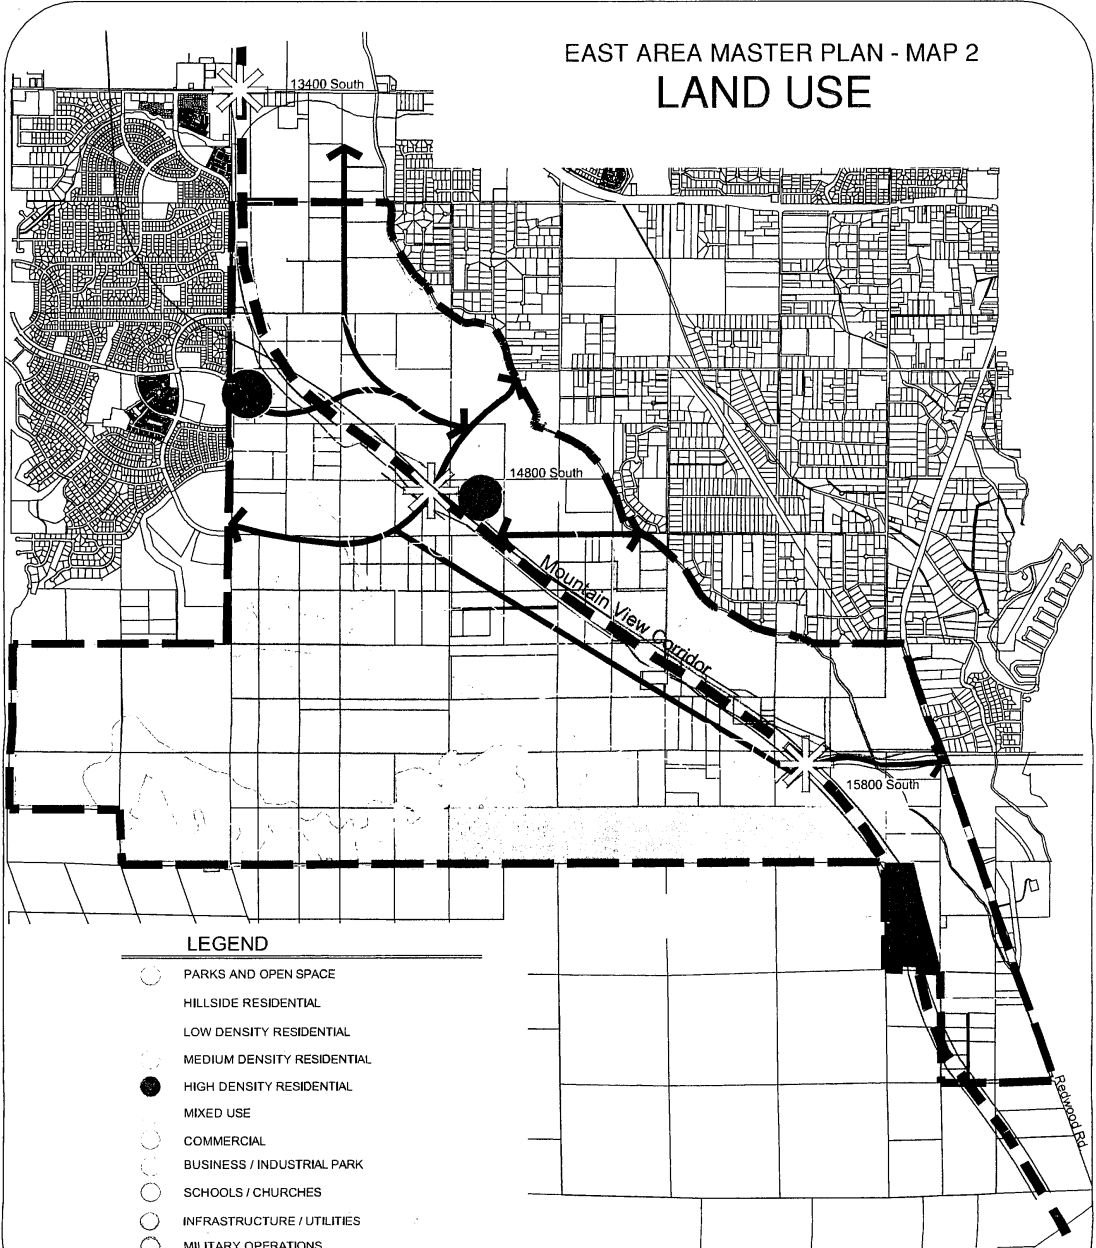 EAST AREA MASTER PLAN - MAP 2
LAND USE
13400 South
14800 South
Mountain View Corridor
15800 South
Redwood Rd.
LEGEND
PARKS AND OPEN SPACE
HILLSIDE RESIDENTIAL
LOW DENSITY RESIDENTIAL
MEDIUM DENSITY RESIDENTIAL
HIGH DENSITY RESIDENTIAL
MIXED USE
COMMERCIAL
BUSINESS / INDUSTRIAL PARK
SCHOOLS / CHURCHES
INFRASTRUCTURE / UTILITIES
MILITARY OPERATIONS